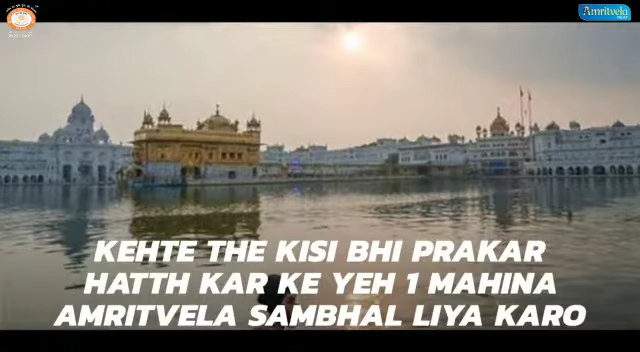 Amritvela
KEHTE THE KISI BHI PRAKAR
HATTH KAR KE YEH 1 MAHINA
AMRITVELA SAMBHAL LIYA KARO